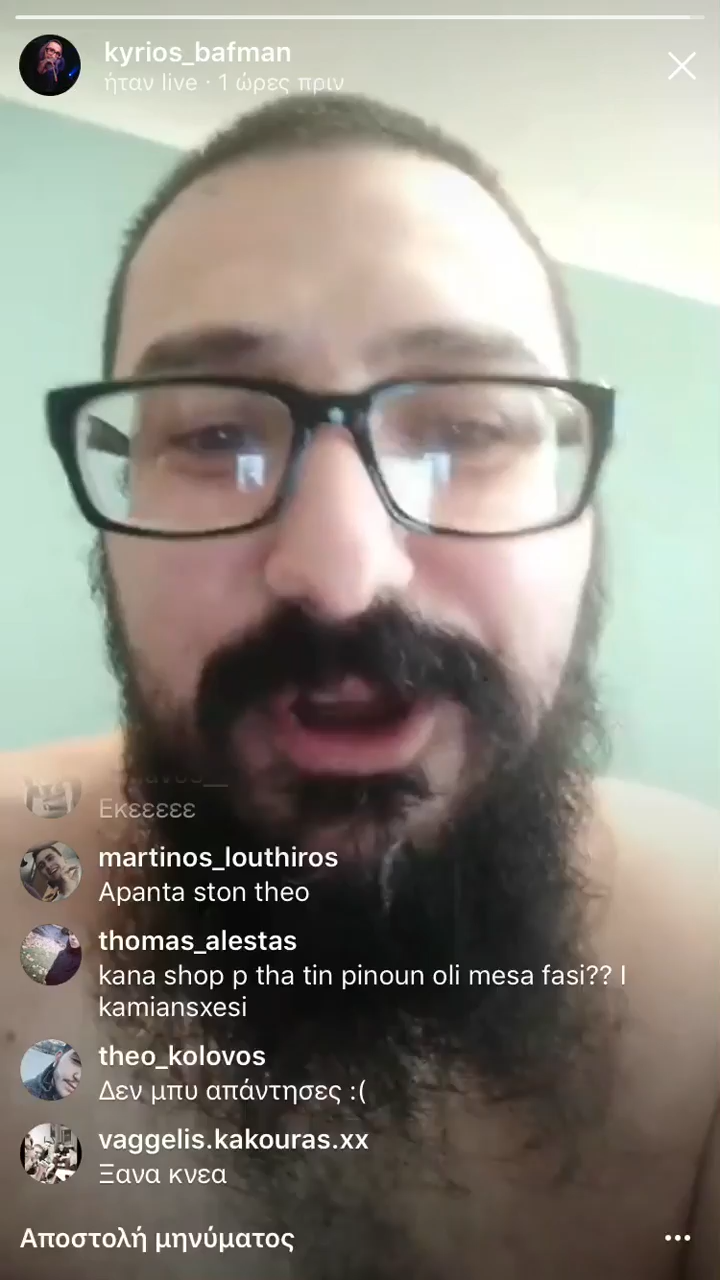 kyrios_bafman
ήταν live · 1 ώρες πριν
Εκεεεεε
martinos_louthiros
Apanta ston theo
thomas_alestas
kana shop p tha tin pinoun oli mesa fasi?? I
kamiansxesi
theo_kolovos
Δεν μπυ απάντησες :(
vaggelis.kakouras.xx
Ξανα κνεα
Αποστολή μηνύματος